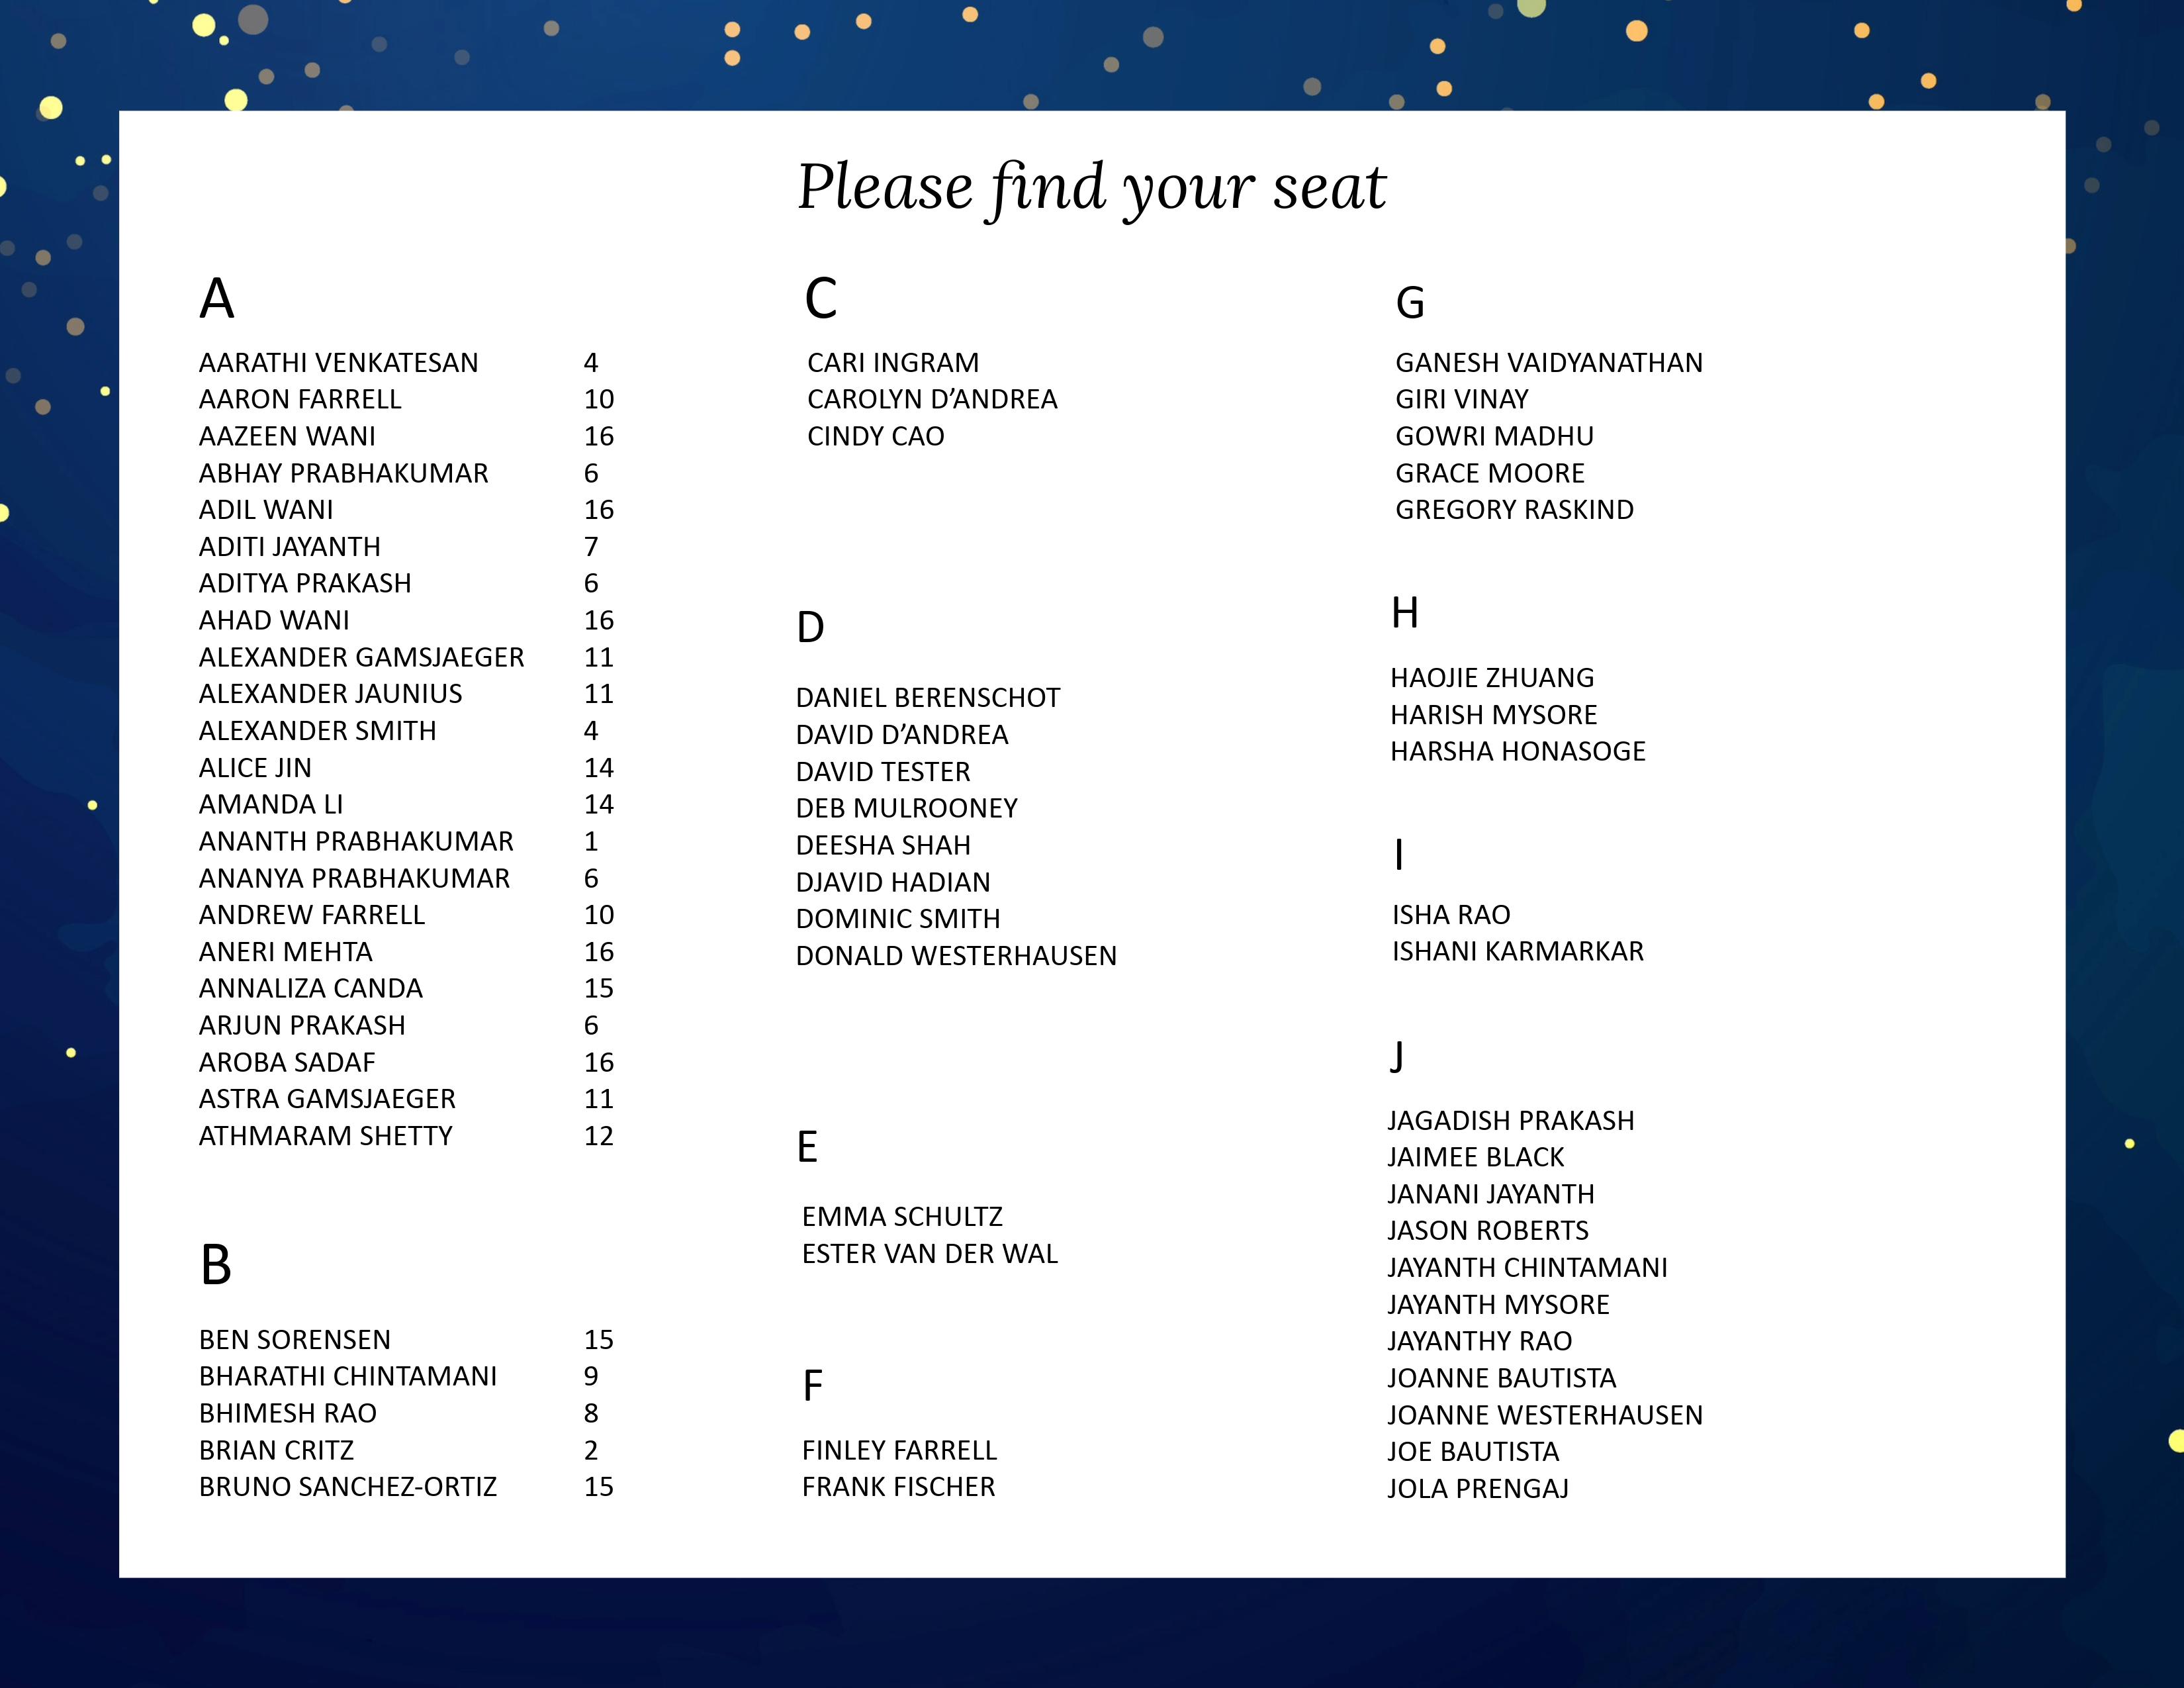 Please find your seat
A
AARATHI VENKATESAN 4
AARON FARRELL 10
AAZEEN WANI 16
ABHAY PRABHAKUMAR 6
ADIL WANI 16
ADITI JAYANTH 7
ADITYA PRAKASH 6
AHAD WANI 16
ALEXANDER GAMSJAEGER 11
ALEXANDER JAUNIUS 11
ALEXANDER SMITH 4
ALICE JIN 14
AMANDA LI 14
ANANTH PRABHAKUMAR 1
ANANYA PRABHAKUMAR 6
ANDREW FARRELL 10
ANERI MEHTA 16
ANNALIZA CANDA 15
ARJUN PRAKASH 6
AROBA SADAF 16
ASTRA GAMSJAEGER 11
ATHMARAM SHETTY 12
B
BEN SORENSEN 15
BHARATHI CHINTAMANI 9
BHIMESH RAO 8
BRIAN CRITZ 2
BRUNO SANCHEZ-ORTIZ 15
C
CARI INGRAM
CAROLYN D’ANDREA
CINDY CAO
D
DANIEL BERENSCHOT
DAVID D’ANDREA
DAVID TESTER
DEB MULROONEY
DEESHA SHAH
DJAVID HADIAN
DOMINIC SMITH
DONALD WESTERHAUSEN
E
EMMA SCHULTZ
ESTER VAN DER WAL
F
FINLEY FARRELL
FRANK FISCHER
G
GANESH VAIDYANATHAN
GIRI VINAY
GOWRI MADHU
GRACE MOORE
GREGORY RASKIND
H
HAOJIE ZHUANG
HARISH MYSORE
HARSHA HONASOGE
I
ISHA RAO
ISHANI KARMARKAR
J
JAGADISH PRAKASH
JAIMEE BLACK
JANANI JAYANTH
JASON ROBERTS
JAYANTH CHINTAMANI
JAYANTH MYSORE
JAYANTHY RAO
JOANNE BAUTISTA
JOANNE WESTERHAUSEN
JOE BAUTISTA
JOLA PRENGAJ